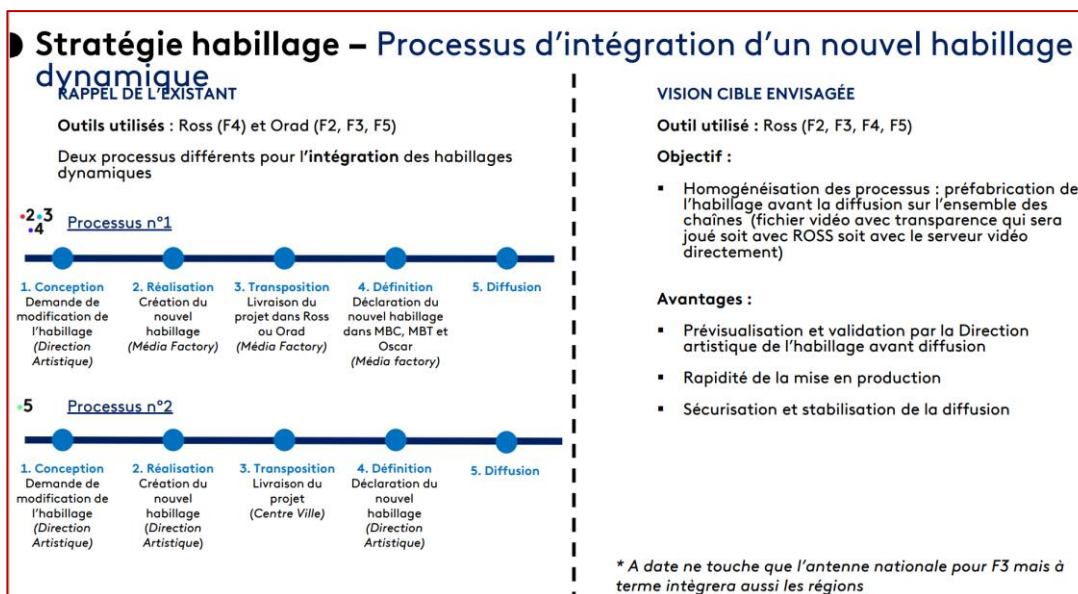 Stratégie habillage – Processus d'intégration d'un nouvel habillage
dynamique
RAPPEL DE L'EXISTANT
Outils utilisés : Ross (F4) et Orad (F2, F3, F5)
Deux processus différents pour l'intégration des habillages
dynamiques
•2•3
•4
Processus n°1
1. Conception
Demande de
modification de
l'habillage
(Direction
Artistique)
2. Réalisation
Création du
nouvel
habillage
(Média Factory)
3. Transposition
Livraison du
projet dans Ross
ou Orad
(Média Factory)
4. Définition
Déclaration du
nouvel habillage
dans MBC, MBT et
Oscar
(Média factory)
5. Diffusion
•5
Processus n°2
1. Conception
Demande de
modification de
l'habillage
(Direction
Artistique)
2. Réalisation
Création du
nouvel
habillage
(Direction
Artistique)
3. Transposition
Livraison du
projet
(Centre Ville)
4. Définition
Déclaration du
nouvel
habillage
(Direction
Artistique)
5. Diffusion
VISION CIBLE ENVISAGÉE
Outil utilisé : Ross (F2, F3, F4, F5)
Objectif :
▪ Homogénéisation des processus : préfabrication de
l'habillage avant la diffusion sur l'ensemble des
chaînes (fichier vidéo avec transparence qui sera
joué soit avec ROSS soit avec le serveur vidéo
directement)
Avantages :
▪ Prévisualisation et validation par la Direction
artistique de l'habillage avant diffusion
▪ Rapidité de la mise en production
▪ Sécurisation et stabilisation de la diffusion
* A date ne touche que l'antenne nationale pour F3 mais à
terme intègrera aussi les régions